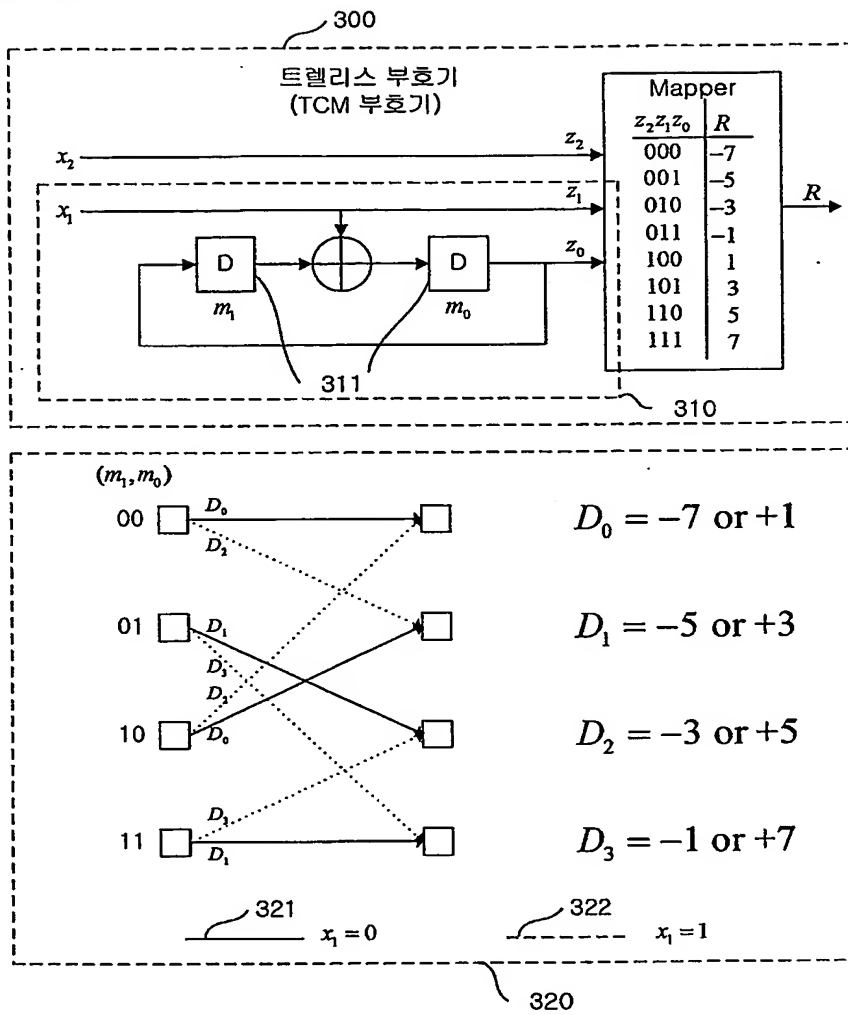 300
트렐리스 부호기
(TCM 부호기)
Mapper
z₂z₁z₀ R
000 -7
001 -5
010 -3
011 -1
100 1
101 3
110 5
111 7
x₂ z₂
x₁ z₁
R
D D z₀
m₁ m₀
311
310
(m₁,m₀)
00 D₀
D₂
D₀ = -7 or +1
01 D₁
D₃
D₁ = -5 or +3
D₂
10 D₀
D₂ = -3 or +5
D₃
11 D₁
D₃ = -1 or +7
321 x₁ = 0
322 x₁ = 1
320